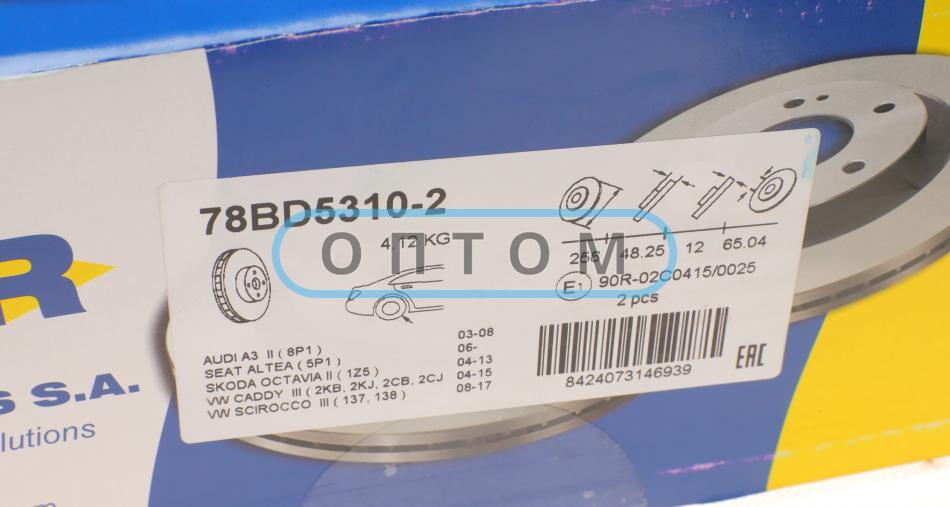 78BD5310-2
4.12 KG
ОПТОМ
256 48.25 12 65.04
E1 90R-02C0415/0025
2 pcs
AUDI A3 II ( 8P1 ) 03-08
SEAT ALTEA ( 5P1 ) 06-
SKODA OCTAVIA II ( 1Z5 ) 04-13
VW CADDY III ( 2KB, 2KJ, 2CB, 2CJ 04-15
VW SCIROCCO III ( 137, 138 ) 08-17
8424073146939
EAC
R
S S.A.
lutions